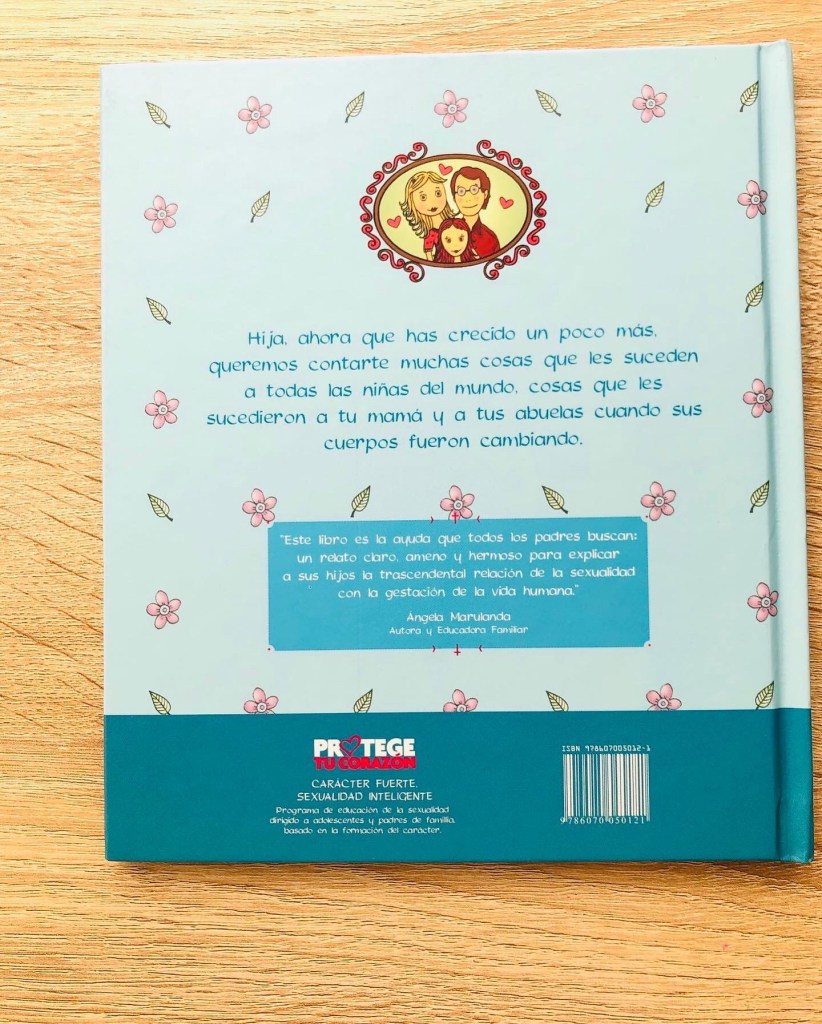 Hija, ahora que has crecido un poco más,
queremos contarte muchas cosas que les suceden
a todas las niñas del mundo, cosas que les
sucedieron a tu mamá y a tus abuelas cuando sus
cuerpos fueron cambiando.
"Este libro es la ayuda que todos los padres buscan:
un relato claro, ameno y hermoso para explicar
a sus hijos la trascendental relación de la sexualidad
con la gestación de la vida humana."
Ángela Marulanda
Autora y Educadora Familiar
PROTEGE
TU CORAZÓN
CARÁCTER FUERTE,
SEXUALIDAD INTELIGENTE
Programa de educación de la sexualidad
dirigido a adolescentes y padres de familia,
basado en la formación del carácter.
ISBN 978607005012-1
9786070050121